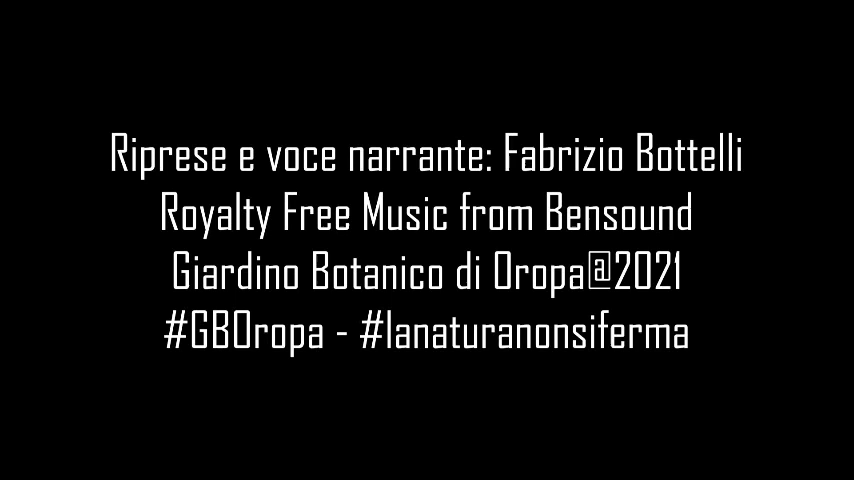 Riprese e voce narrante: Fabrizio Bottelli
Royalty Free Music from Bensound
Giardino Botanico di Oropa@2021
#GBOropa - #lanaturanonsiferma